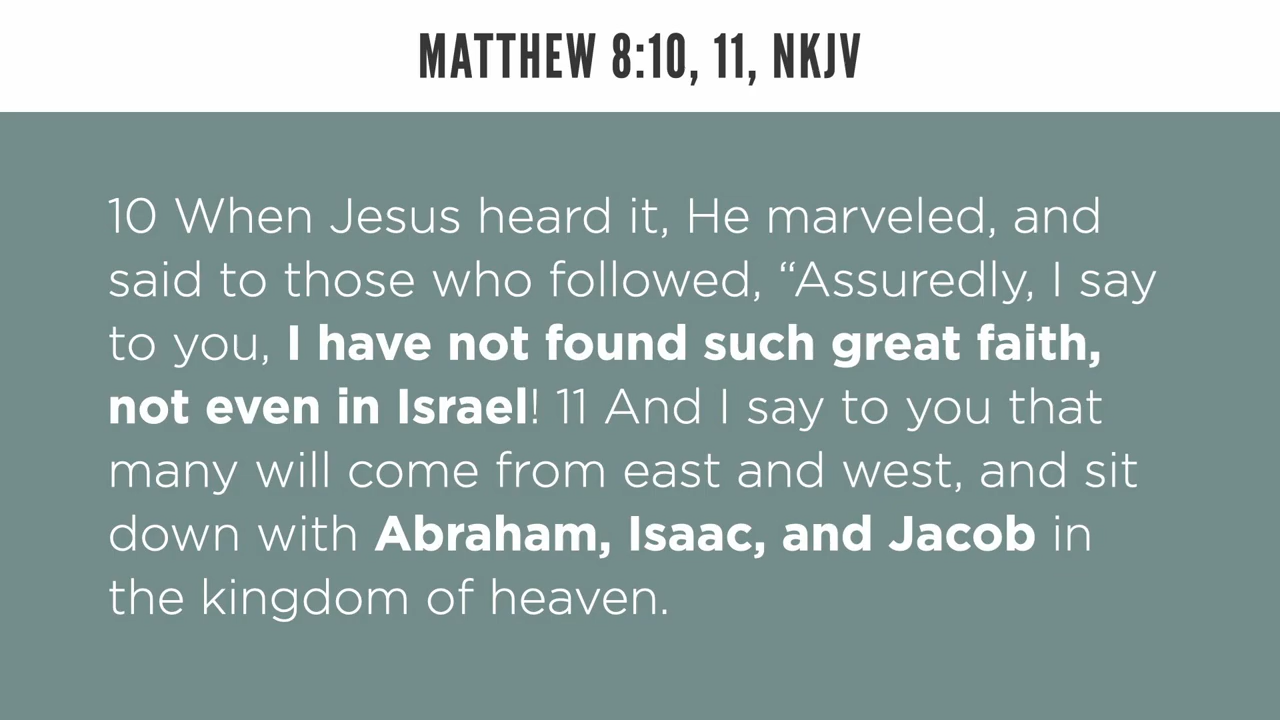 MATTHEW 8:10, 11, NKJV
10 When Jesus heard it, He marveled, and
said to those who followed, “Assuredly, I say
to you, I have not found such great faith,
not even in Israel! 11 And I say to you that
many will come from east and west, and sit
down with Abraham, Isaac, and Jacob in
the kingdom of heaven.